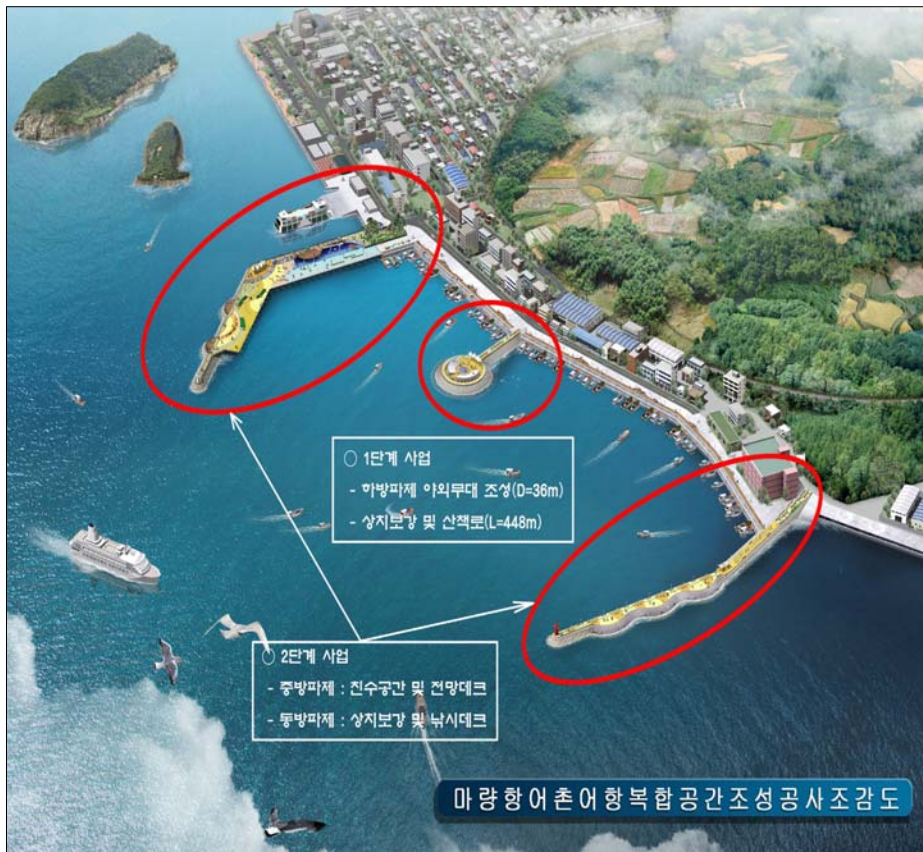 ○ 1단계 사업
- 하방파제 야외무대 조성(D=36m)
- 상치보강 및 산책로(L=448m)
○ 2단계 사업
- 중방파제 : 친수공간 및 전망데크
- 동방파제 : 상치보강 및 낚시데크
마량항어촌어항복합공간조성공사조감도